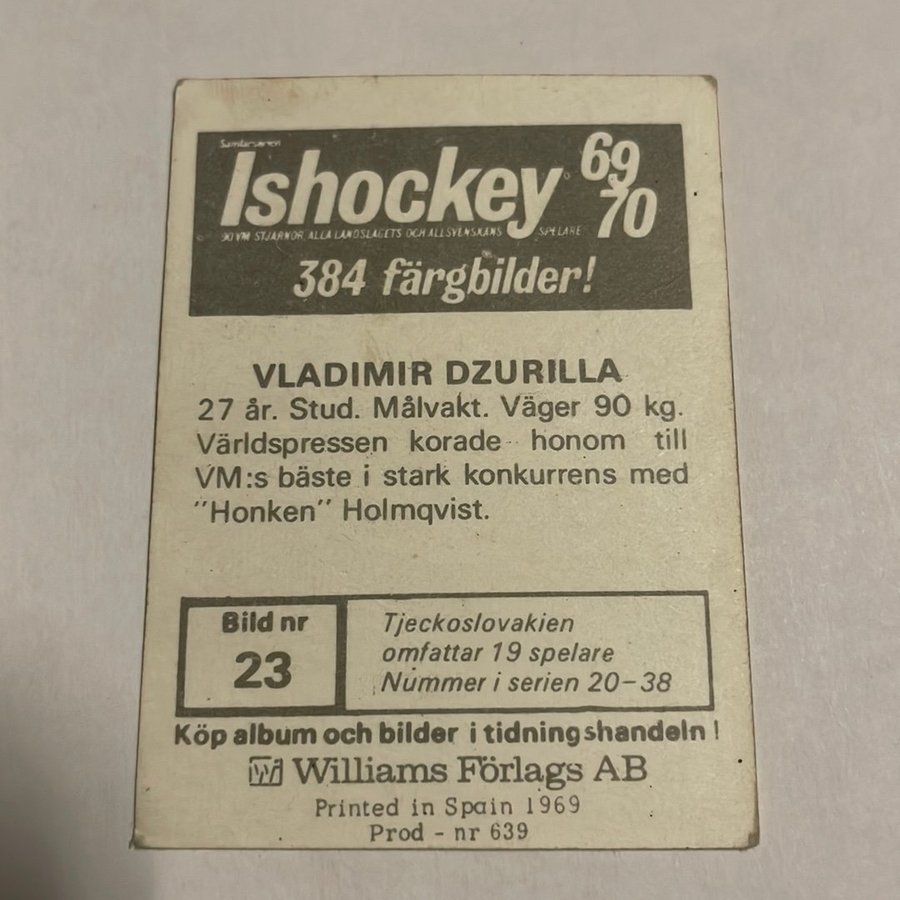 Samlarserien
Ishockey 69
70
90 VM STJÄRNOR, ALLA LANDSLAGETS OCH ALLSVENSKANS SPELARE
384 färgbilder!
VLADIMIR DZURILLA
27 år. Stud. Målvakt. Väger 90 kg.
Världspressen korade honom till
VM:s bäste i stark konkurrens med
"Honken" Holmqvist.
Bild nr
23
Tjeckoslovakien
omfattar 19 spelare
Nummer i serien 20–38
Köp album och bilder i tidningshandeln!
Williams Förlags AB
Printed in Spain 1969
Prod - nr 639